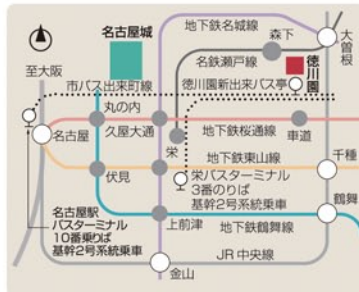 名古屋城
地下鉄名城線
森下
大曽根
至大阪
名鉄瀬戸線
徳川園
市バス出来町線
徳川園新出来バス亭
丸の内
名古屋
久屋大通
地下鉄桜通線
車道
栄
地下鉄東山線
千種
伏見
栄バスターミナル
3番のりば
基幹2号系統乗車
鶴舞
名古屋駅
バスターミナル
10番乗りば
基幹2号系統乗車
上前津
地下鉄鶴舞線
JR中央線
金山